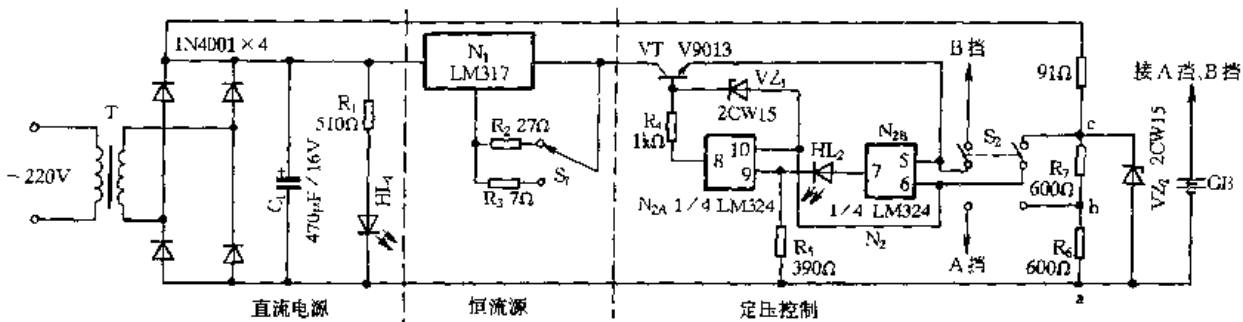 1N4001×4
T
~220V
+
C₁
470μF/16V
R₁
510Ω
HL₁
N₁
LM317
R₂ 27Ω
R₃ 7Ω
S₁
VT V9013
VZ₁
2CW15
R₄
1kΩ
8
10
9
N₂A 1/4 LM324
HL₂
N₂B
7
5
6
1/4 LM324
N₂
R₅
390Ω
B挡
S₂
A挡
91Ω
c
R₇
600Ω
b
R₆
600Ω
a
VZ₂ 2CW15
接A挡、B挡
GB
直流电源
恒流源
定压控制